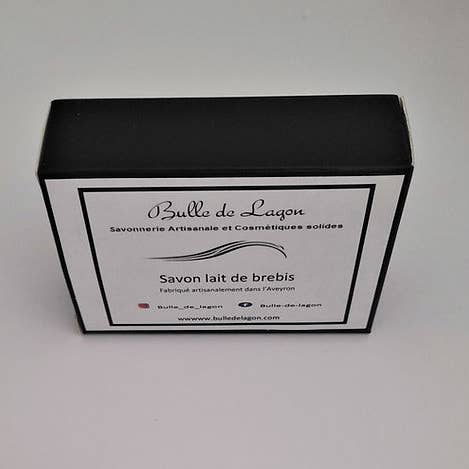 Bulle de Lagon
Savonnerie Artisanale et Cosmétiques solides
Savon lait de brebis
Fabriqué artisanalement dans l'Aveyron
Bulle_de_lagon Bulle-de-lagon
wwww.bulledelagon.com